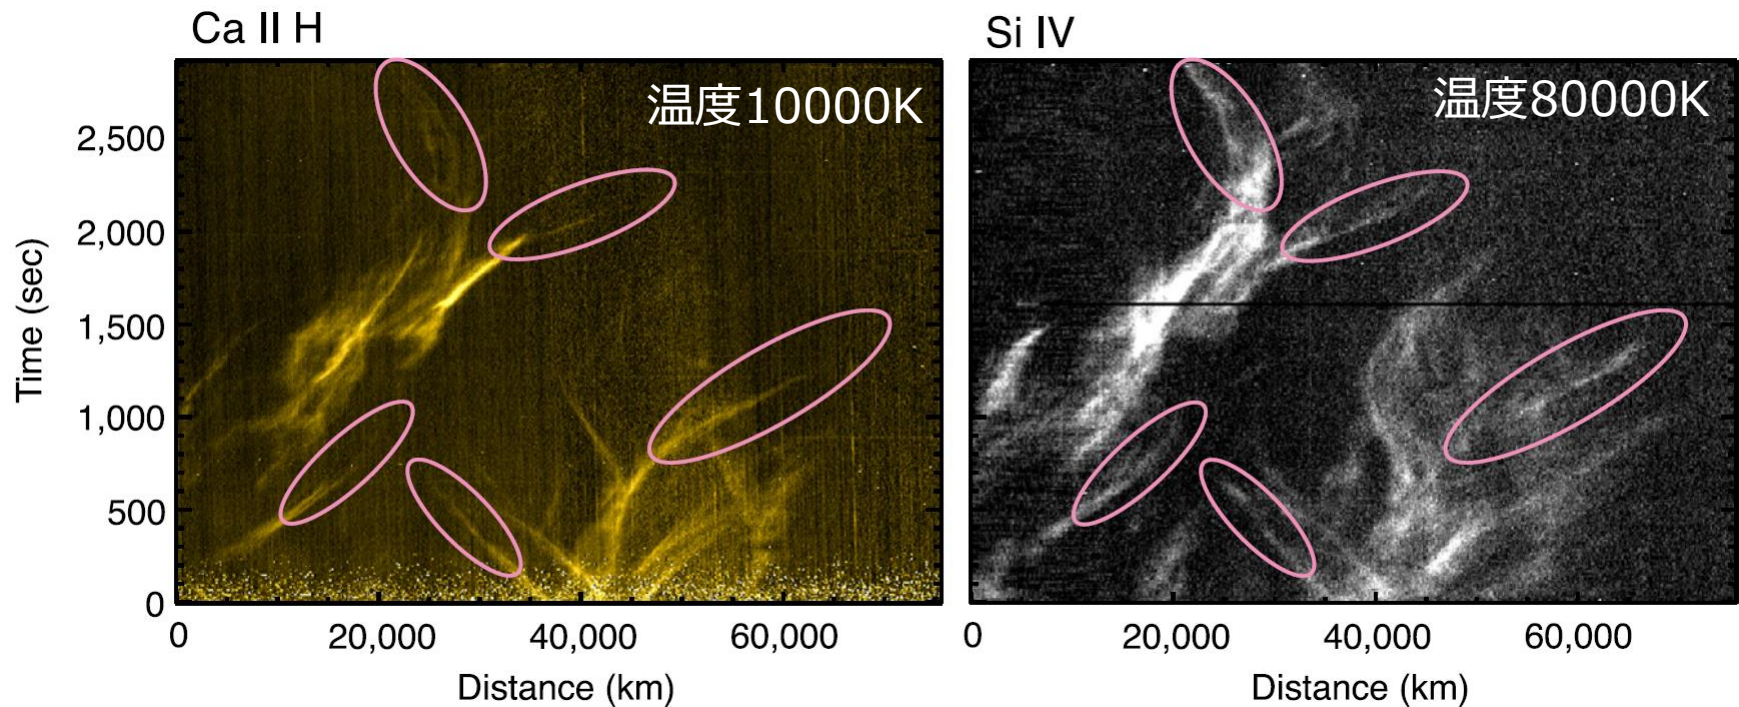 Ca II H
温度10000K
Time (sec)
2,500
2,000
1,500
1,000
500
0
0
20,000
40,000
60,000
Distance (km)
Si IV
温度80000K
0
20,000
40,000
60,000
Distance (km)